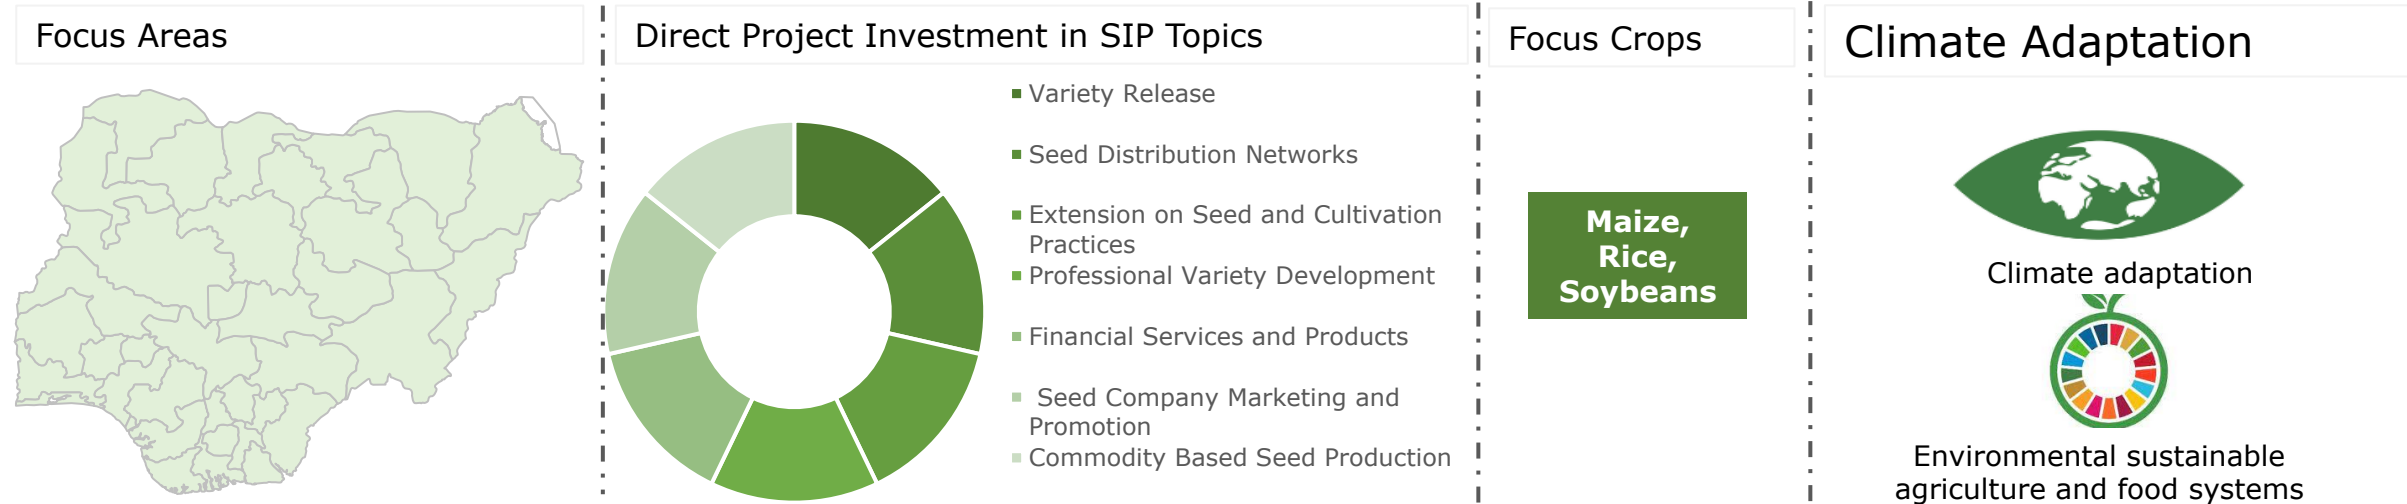 Focus Areas
Direct Project Investment in SIP Topics
Variety Release
Seed Distribution Networks
Extension on Seed and Cultivation
Practices
Professional Variety Development
Financial Services and Products
Seed Company Marketing and
Promotion
Commodity Based Seed Production
Focus Crops
Maize,
Rice,
Soybeans
Climate Adaptation
Climate adaptation
Environmental sustainable
agriculture and food systems